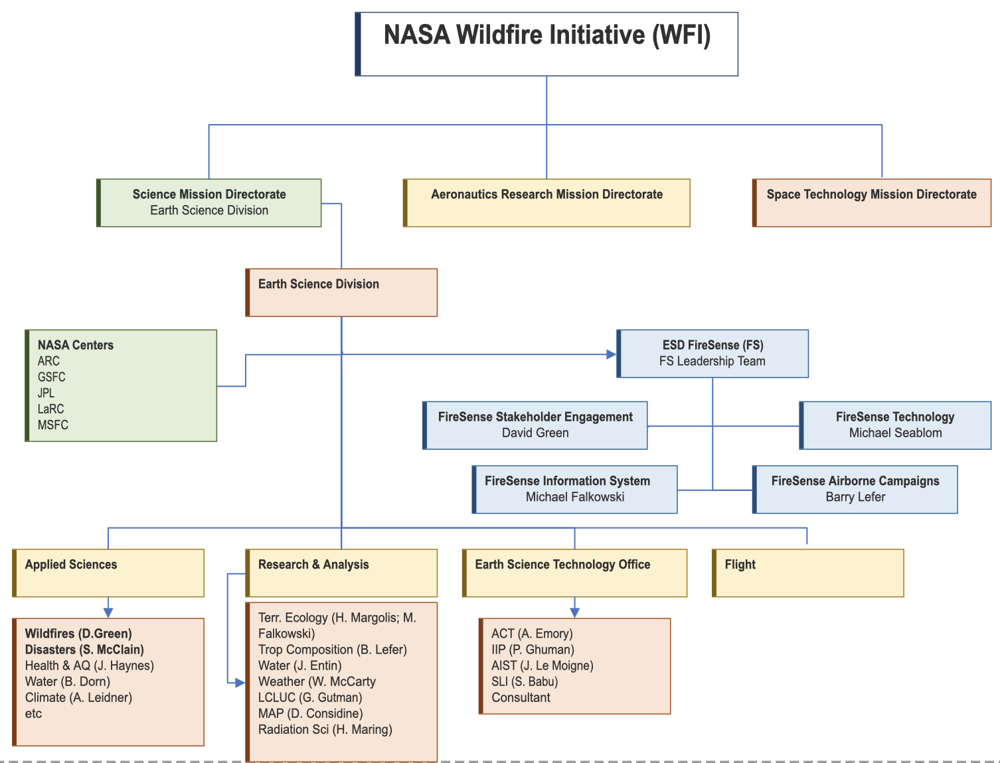 NASA Wildfire Initiative (WFI)
Science Mission Directorate
Earth Science Division
Aeronautics Research Mission Directorate
Space Technology Mission Directorate
Earth Science Division
NASA Centers
ARC
GSFC
JPL
LaRC
MSFC
ESD FireSense (FS)
FS Leadership Team
FireSense Stakeholder Engagement
David Green
FireSense Technology
Michael Seablom
FireSense Information System
Michael Falkowski
FireSense Airborne Campaigns
Barry Lefer
Applied Sciences
Research & Analysis
Earth Science Technology Office
Flight
Wildfires (D.Green)
Disasters (S. McClain)
Health & AQ (J. Haynes)
Water (B. Dorn)
Climate (A. Leidner)
etc
Terr. Ecology (H. Margolis; M.
Falkowski)
Trop Composition (B. Lefer)
Water (J. Entin)
Weather (W. McCarty
LCLUC (G. Gutman)
MAP (D. Considine)
Radiation Sci (H. Maring)
ACT (A. Emory)
IIP (P. Ghuman)
AIST (J. Le Moigne)
SLI (S. Babu)
Consultant